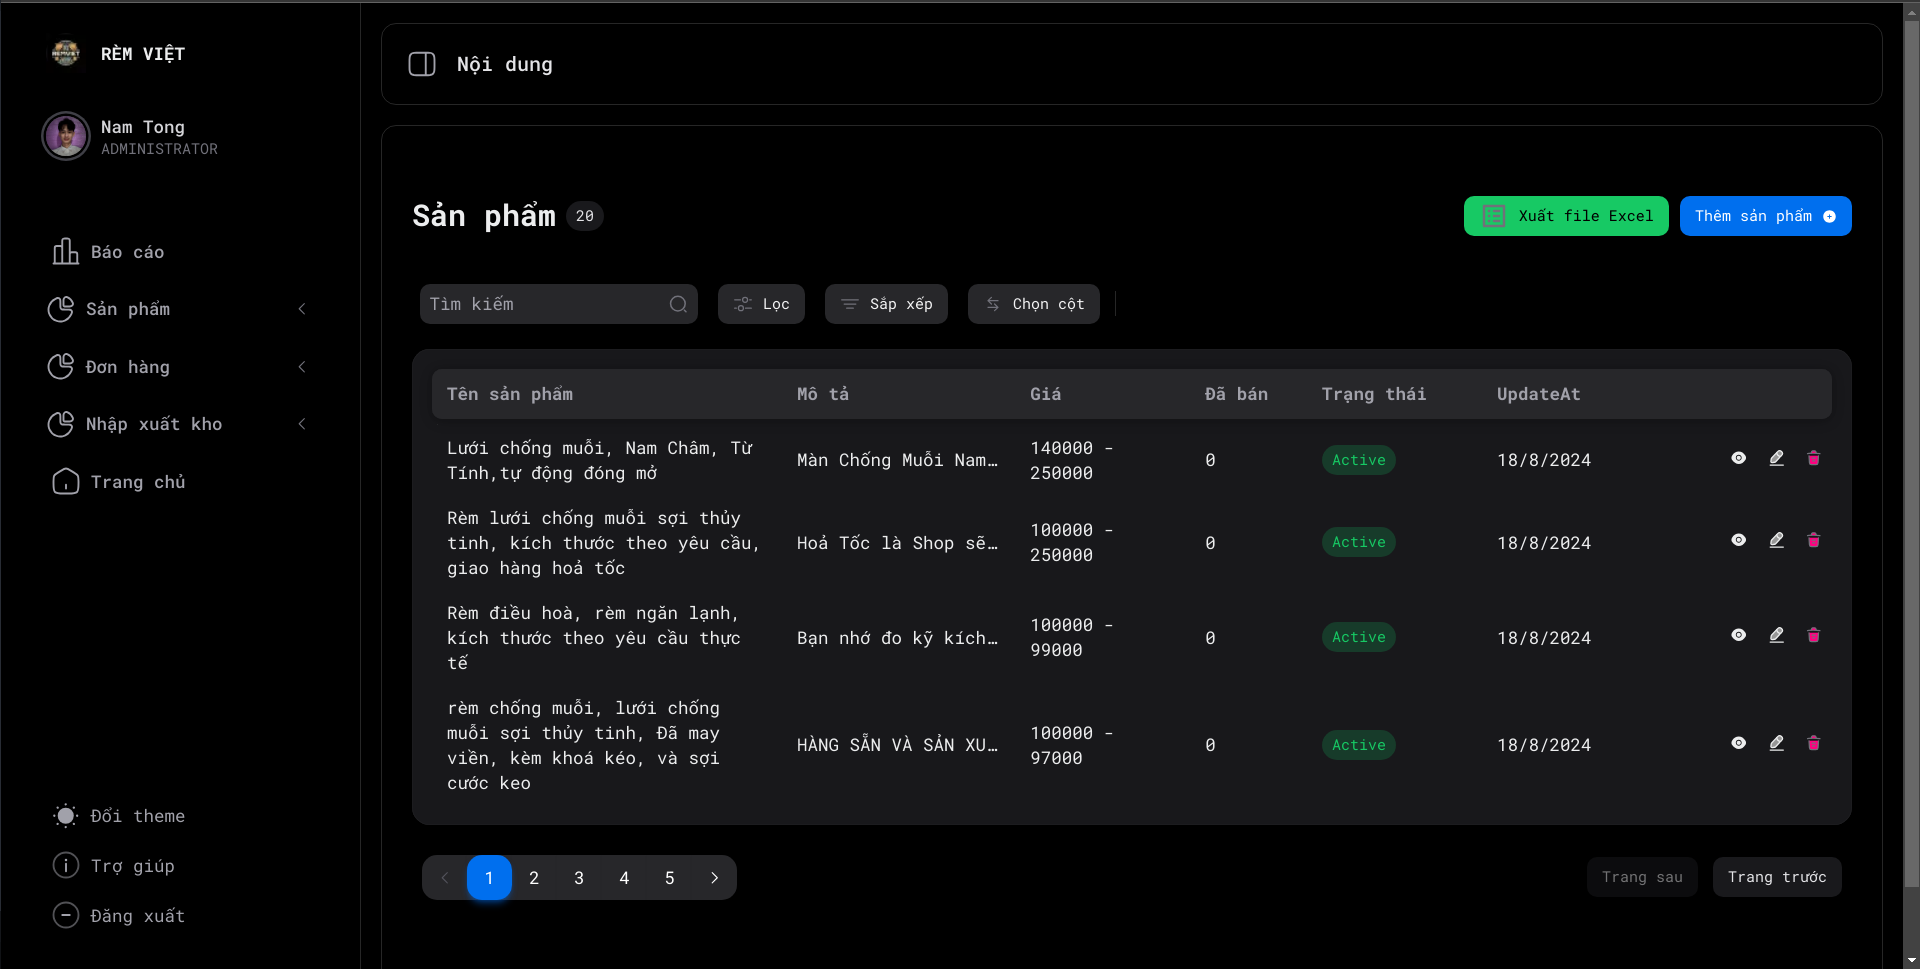 RÈM VIỆT
Nam Tong
ADMINISTRATOR
Báo cáo
Sản phẩm
Đơn hàng
Nhập xuất kho
Trang chủ
Đổi theme
Trợ giúp
Đăng xuất
Nội dung
Sản phẩm 20
Xuất file Excel
Thêm sản phẩm
Tìm kiếm
Lọc
Sắp xếp
Chọn cột
Tên sản phẩm Mô tả Giá Đã bán Trạng thái UpdateAt
Lưới chống muỗi, Nam Châm, Từ
Tính,tự động đóng mở
Màn Chống Muỗi Nam…
140000 -
250000
0
Active
18/8/2024
Rèm lưới chống muỗi sợi thủy
tinh, kích thước theo yêu cầu,
giao hàng hoả tốc
Hoả Tốc là Shop sẽ…
100000 -
250000
0
Active
18/8/2024
Rèm điều hoà, rèm ngăn lạnh,
kích thước theo yêu cầu thực
tế
Bạn nhớ đo kỹ kích…
100000 -
99000
0
Active
18/8/2024
rèm chống muỗi, lưới chống
muỗi sợi thủy tinh, Đã may
viền, kèm khoá kéo, và sợi
cước keo
HÀNG SẴN VÀ SẢN XU…
100000 -
97000
0
Active
18/8/2024
1 2 3 4 5
Trang sau
Trang trước